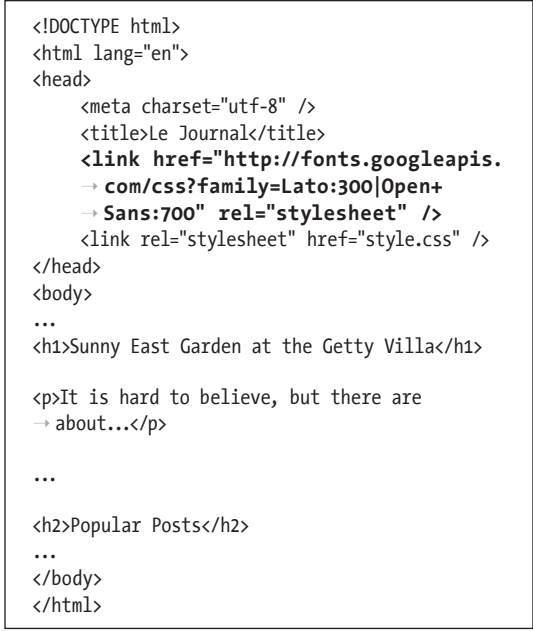 <!DOCTYPE html>
<html lang="en">
<head>
<meta charset="utf-8" />
<title>Le Journal</title>
<link href="http://fonts.googleapis.
→ com/css?family=Lato:300|Open+
→ Sans:700" rel="stylesheet" />
<link rel="stylesheet" href="style.css" />
</head>
<body>
...
<h1>Sunny East Garden at the Getty Villa</h1>
<p>It is hard to believe, but there are
→ about...</p>
...
<h2>Popular Posts</h2>
...
</body>
</html>